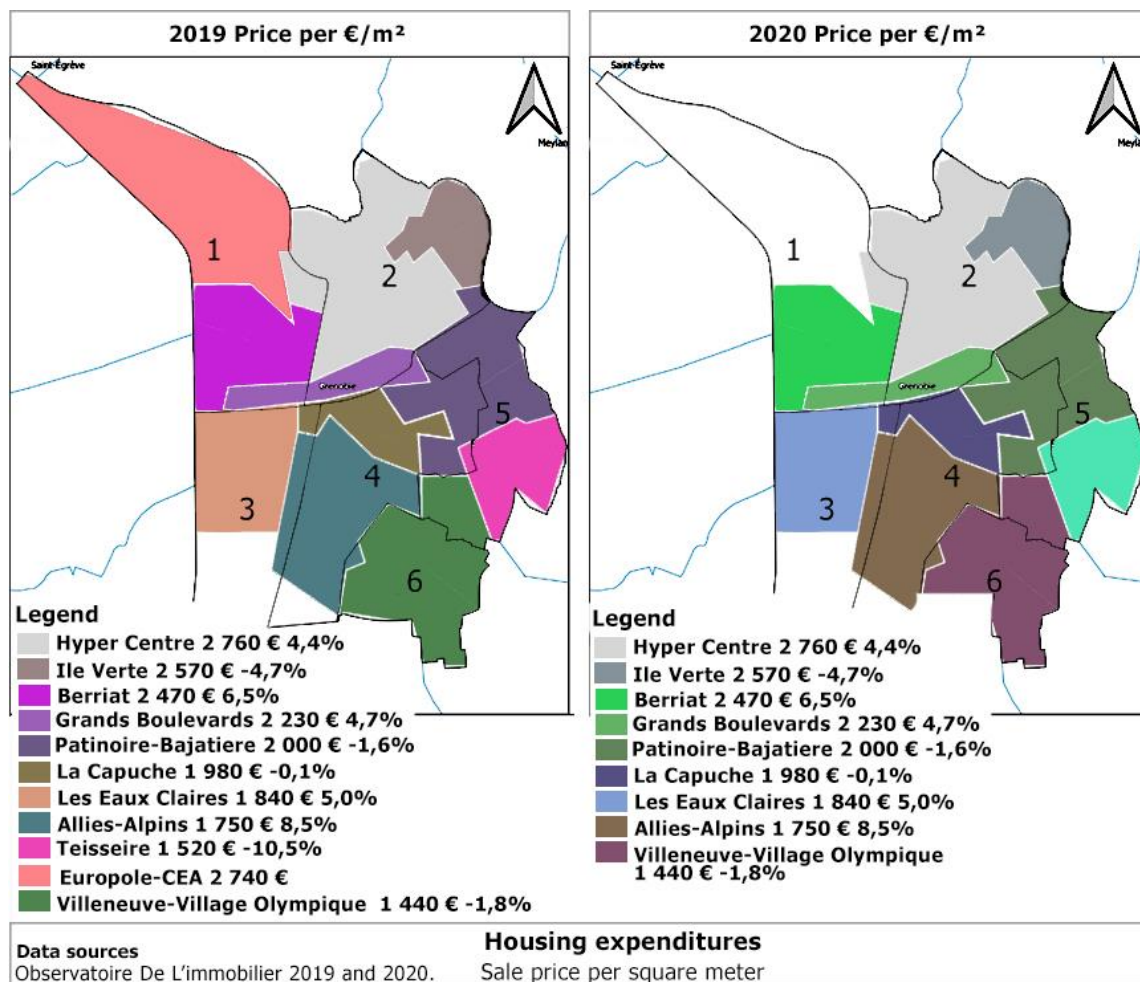 2019 Price per €/m²
Saint-Egrève
Meylan
1
2
Grenoble
5
4
3
6
Legend
Hyper Centre 2 760 € 4,4%
Ile Verte 2 570 € -4,7%
Berriat 2 470 € 6,5%
Grands Boulevards 2 230 € 4,7%
Patinoire-Bajatiere 2 000 € -1,6%
La Capuche 1 980 € -0,1%
Les Eaux Claires 1 840 € 5,0%
Allies-Alpins 1 750 € 8,5%
Teisseire 1 520 € -10,5%
Europole-CEA 2 740 €
Villeneuve-Village Olympique 1 440 € -1,8%
2020 Price per €/m²
Saint-Egrève
Meylan
1
2
Grenoble
5
4
3
6
Legend
Hyper Centre 2 760 € 4,4%
Ile Verte 2 570 € -4,7%
Berriat 2 470 € 6,5%
Grands Boulevards 2 230 € 4,7%
Patinoire-Bajatiere 2 000 € -1,6%
La Capuche 1 980 € -0,1%
Les Eaux Claires 1 840 € 5,0%
Allies-Alpins 1 750 € 8,5%
Villeneuve-Village Olympique
1 440 € -1,8%
Data sources
Observatoire De L'immobilier 2019 and 2020.
Housing expenditures
Sale price per square meter